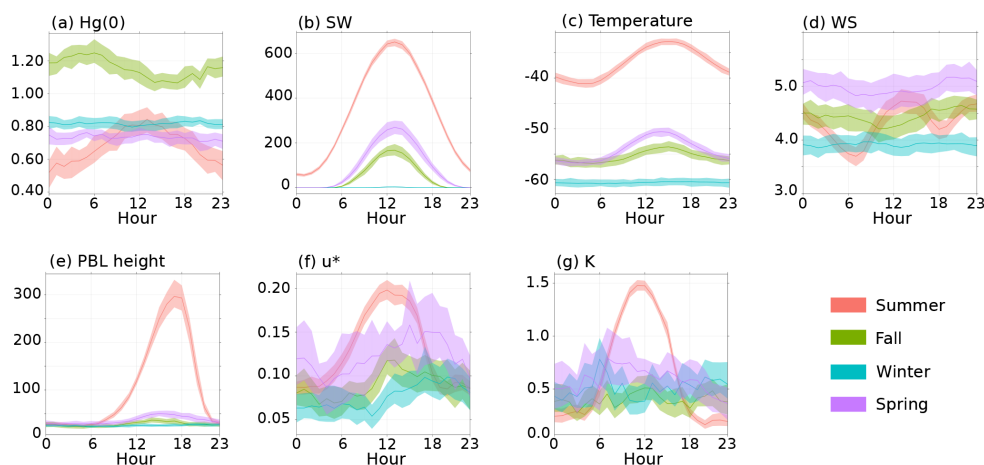 (a) Hg(0)
1.20
1.00
0.80
0.60
0.40
0 6 12 18 23
Hour
(b) SW
600
400
200
0
0 6 12 18 23
Hour
(c) Temperature
-40
-50
-60
0 6 12 18 23
Hour
(d) WS
5.0
4.0
3.0
0 6 12 18 23
Hour
(e) PBL height
300
200
100
0
0 6 12 18 23
Hour
(f) u*
0.20
0.15
0.10
0.05
0 6 12 18 23
Hour
(g) K
1.5
1.0
0.5
0.0
0 6 12 18 23
Hour
Summer
Fall
Winter
Spring